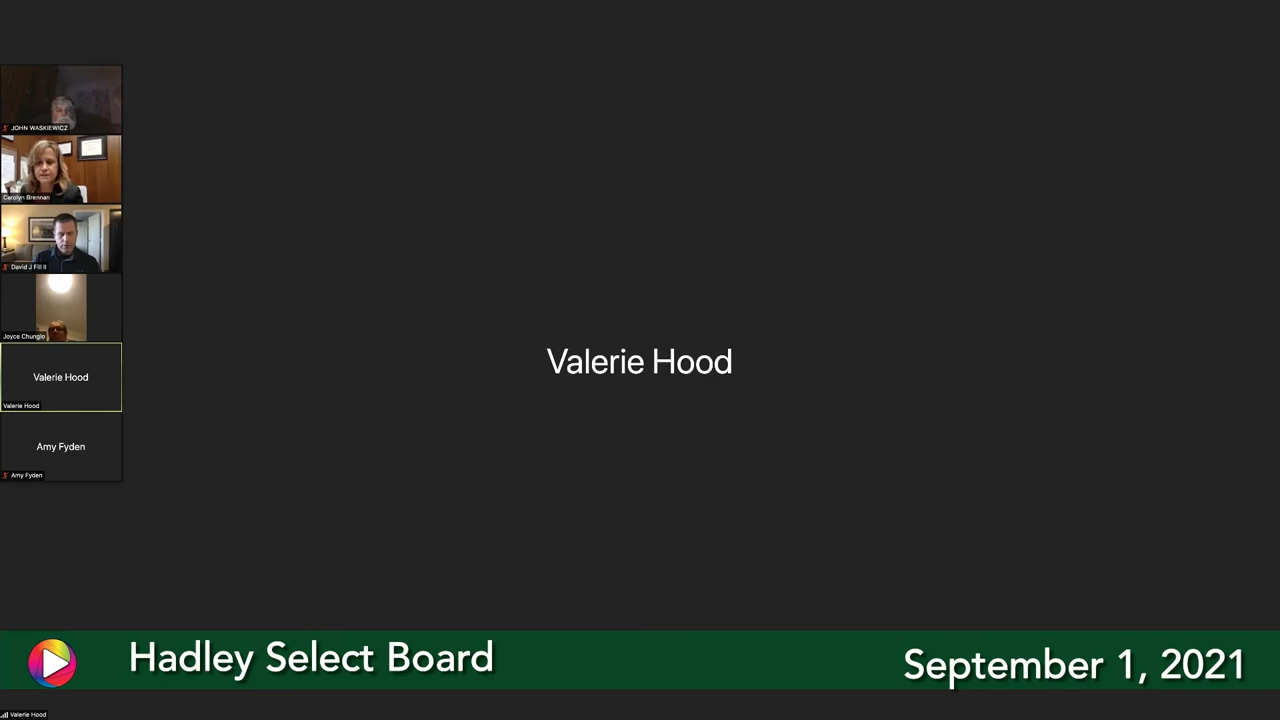 JOHN WASKIEWICZ
Carolyn Brennan
David J Fill II
Joyce Chunglo
Valerie Hood
Valerie Hood
Amy Fyden
Amy Fyden
Valerie Hood
Hadley Select Board
September 1, 2021
Valerie Hood